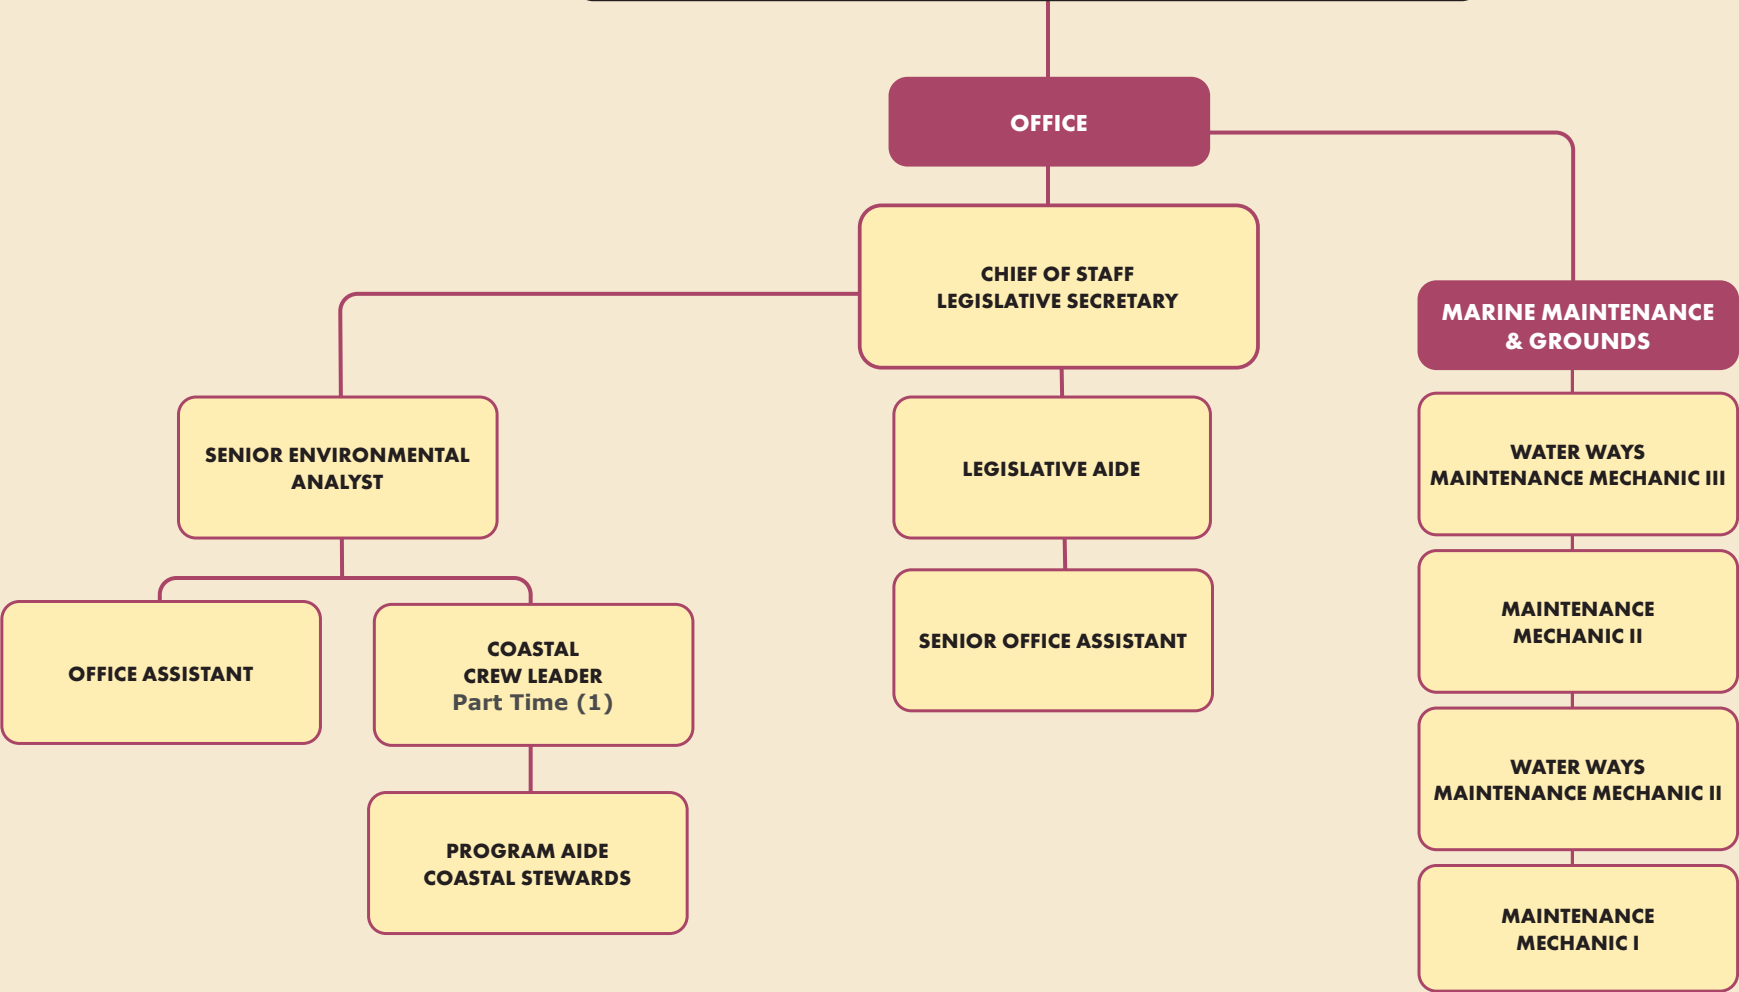 OFFICE
CHIEF OF STAFF
LEGISLATIVE SECRETARY
MARINE MAINTENANCE
& GROUNDS
SENIOR ENVIRONMENTAL
ANALYST
LEGISLATIVE AIDE
WATER WAYS
MAINTENANCE MECHANIC III
OFFICE ASSISTANT
COASTAL
CREW LEADER
Part Time (1)
SENIOR OFFICE ASSISTANT
MAINTENANCE
MECHANIC II
WATER WAYS
MAINTENANCE MECHANIC II
PROGRAM AIDE
COASTAL STEWARDS
MAINTENANCE
MECHANIC I